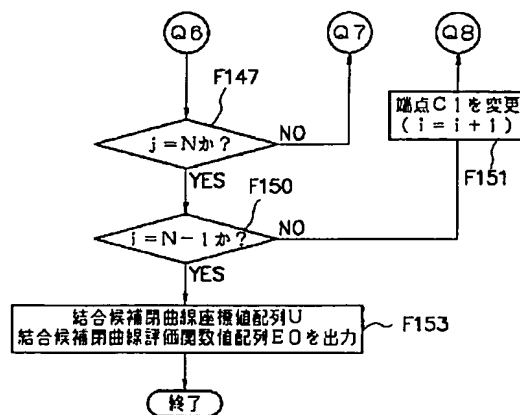 Q6
Q7
Q8
F147
j=Nか?
NO
YES
端点Ciを変更
(i=i+1)
F151
F150
i=N-1か?
NO
YES
結合候補閉曲線座標値配列U
結合候補閉曲線評価関数値配列E0を出力
F153
終了